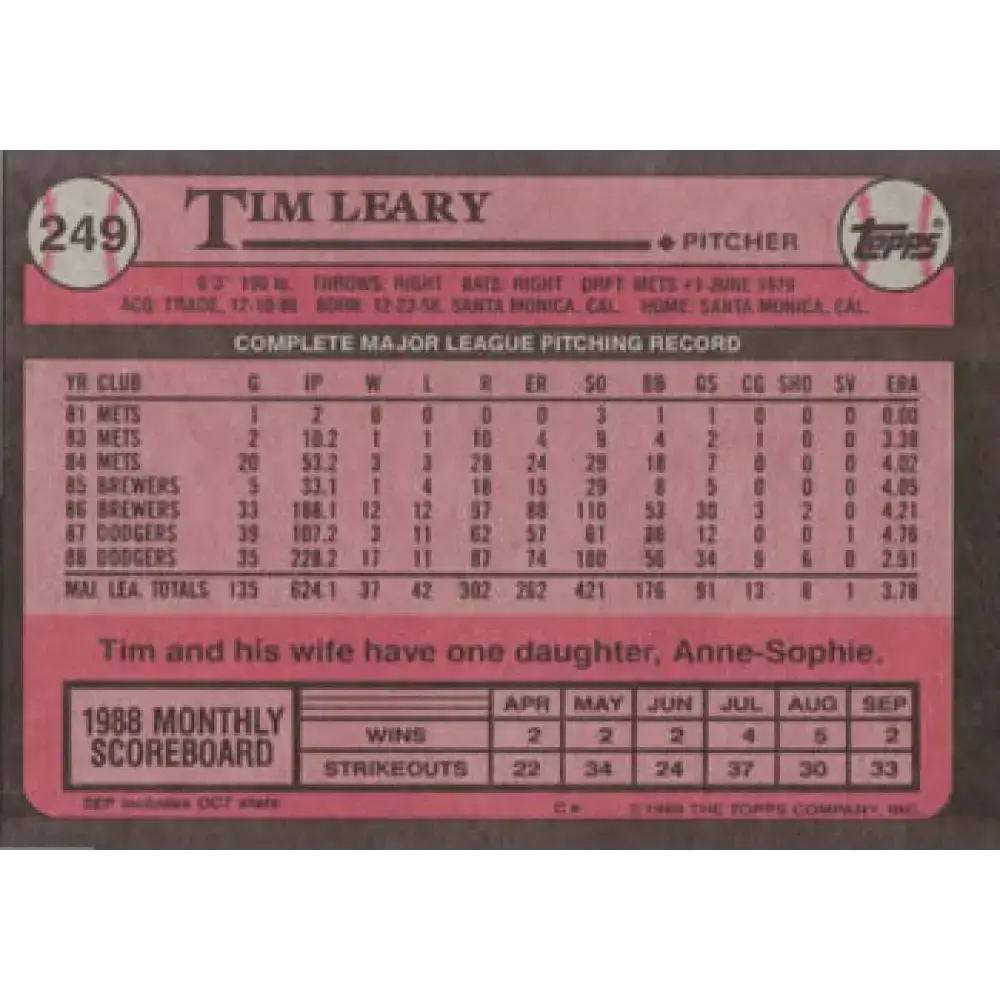 249
TIM LEARY
PITCHER
Topps®
6'3" 190 lb. THROWS: RIGHT BATS: RIGHT DRFT METS #1-JUNE 1979
ACQ: TRADE, 12-10-86 BORN: 12-23-58, SANTA MONICA, CAL. HOME: SANTA MONICA, CAL.
COMPLETE MAJOR LEAGUE PITCHING RECORD
YR CLUB G IP W L R ER SO BB GS CG SHO SV ERA
81 METS 1 2 0 0 0 0 3 1 1 0 0 0 0.00
83 METS 2 10.2 1 1 10 4 9 4 2 1 0 0 3.38
84 METS 20 53.2 3 3 28 24 29 18 7 0 0 0 4.02
85 BREWERS 5 33.1 1 4 18 15 29 8 5 0 0 0 4.05
86 BREWERS 33 188.1 12 12 97 88 110 53 30 3 2 0 4.21
87 DODGERS 39 107.2 3 11 62 57 61 36 12 0 0 1 4.76
88 DODGERS 35 228.2 17 11 87 74 180 56 34 9 6 0 2.91
MAJ. LEA. TOTALS 135 624.1 37 42 302 262 421 176 91 13 8 1 3.78
Tim and his wife have one daughter, Anne-Sophie.
1988 MONTHLY
SCOREBOARD
APR MAY JUN JUL AUG SEP
WINS 2 2 2 4 5 2
STRIKEOUTS 22 34 24 37 30 33
SEP includes OCT stats
C* © 1989 THE TOPPS COMPANY, INC.